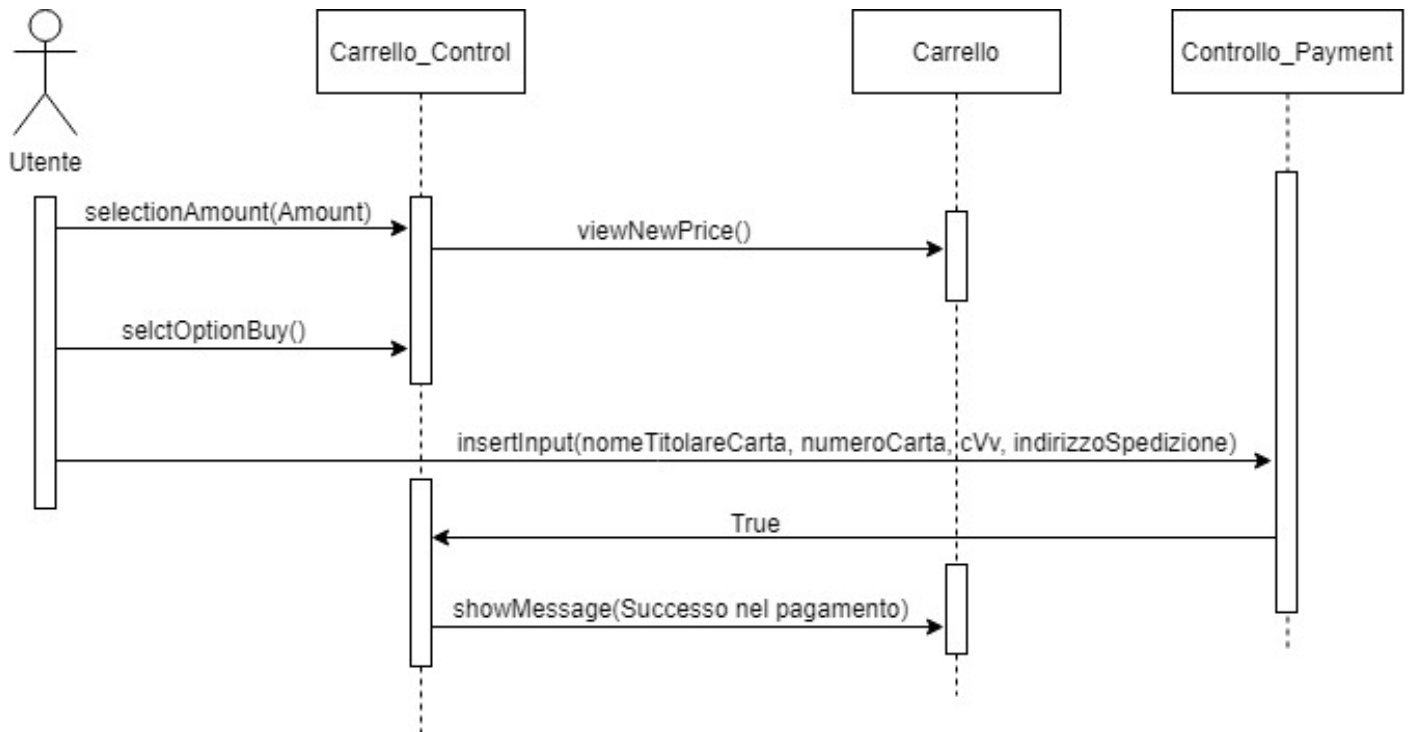 Carrello_Control
Carrello
Controllo_Payment
Utente
selectionAmount(Amount)
viewNewPrice()
selctOptionBuy()
insertInput(nomeTitolareCarta, numeroCarta, cVv, indirizzoSpedizione)
True
showMessage(Successo nel pagamento)